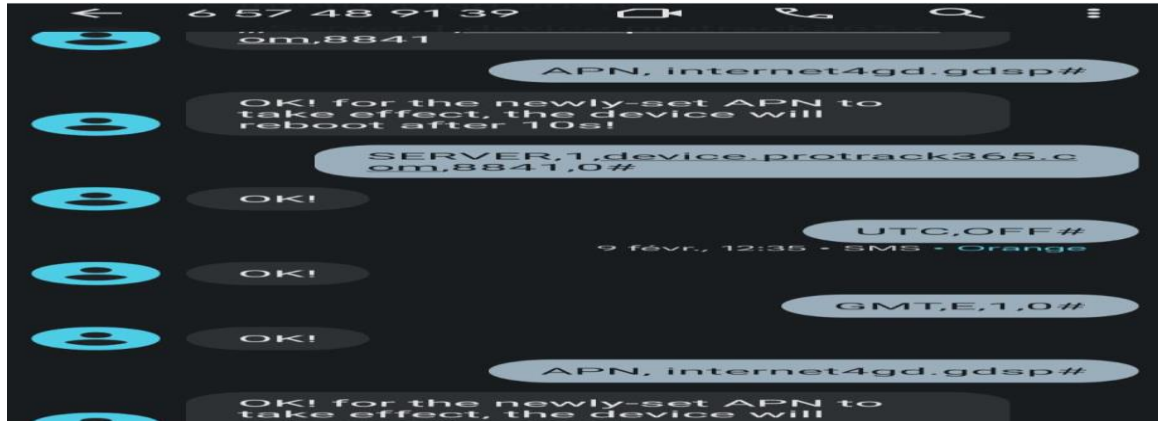 6 57 48 91 39
om,8841
APN, internet4gd.gdsp#
OK! for the newly-set APN to
take effect, the device will
reboot after 10s!
SERVER,1,device.protrack365.c
om,8841,0#
OK!
UTC,OFF#
9 févr., 12:35 • SMS • Orange
OK!
GMT,E,1,0#
OK!
APN, internet4gd.gdsp#
OK! for the newly-set APN to
take effect, the device will